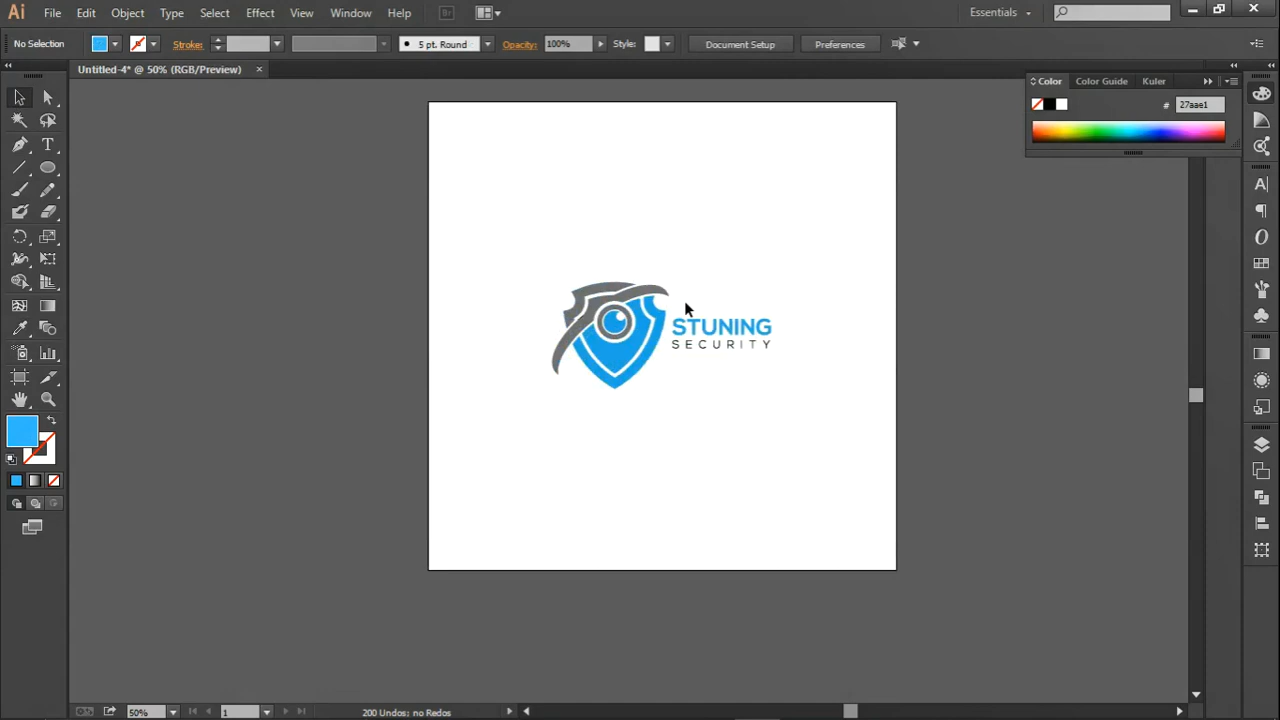 Ai File Edit Object Type Select Effect View Window Help Br Essentials
No Selection Stroke: 5 pt. Round Opacity: 100% Style: Document Setup Preferences
Untitled-4* @ 50% (RGB/Preview) ×
Color Color Guide Kuler
# 27aae1
STUNING
SECURITY
50% 1 200 Undos; no Redos